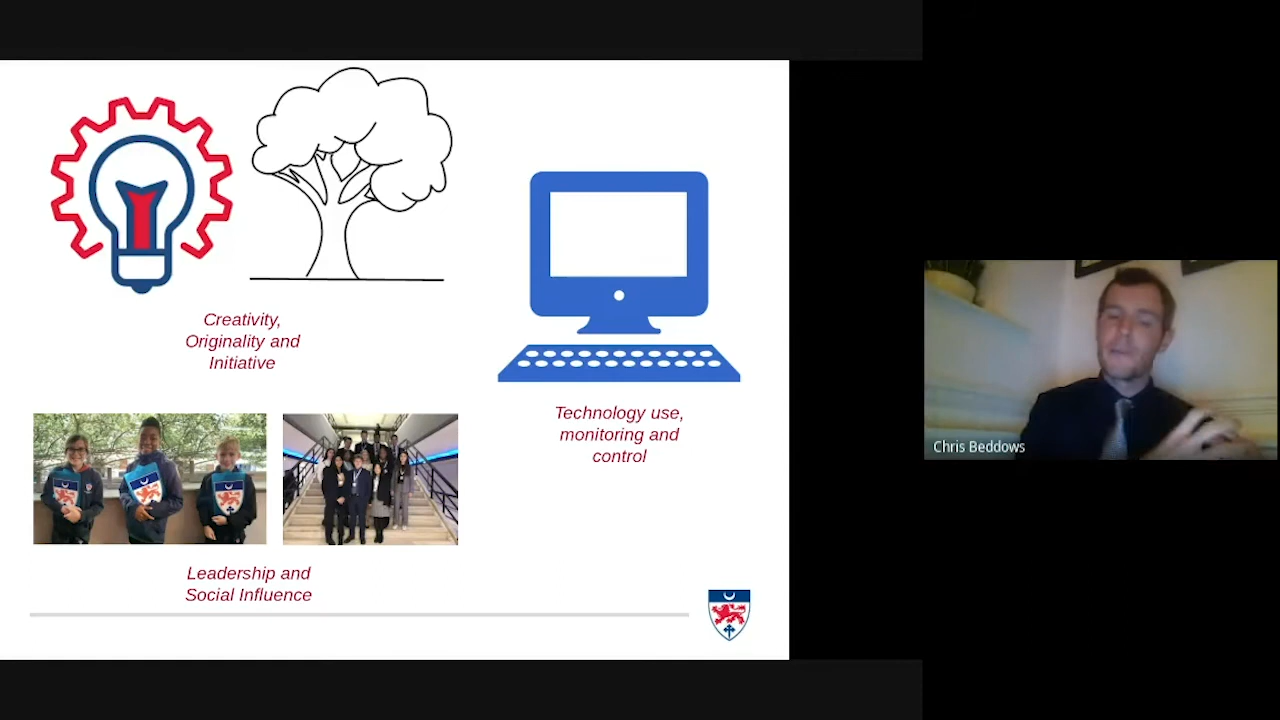 Creativity,
Originality and
Initiative
Technology use,
monitoring and
control
Leadership and
Social Influence
Chris Beddows